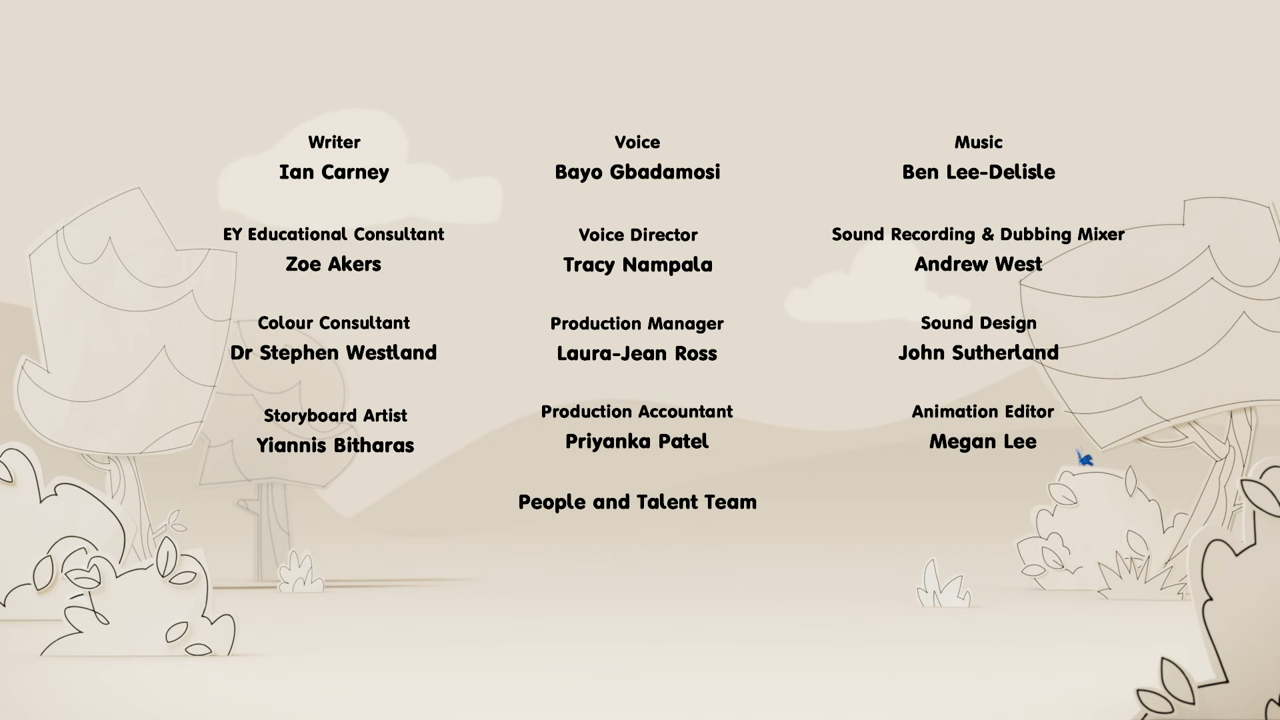 Writer
Ian Carney
EY Educational Consultant
Zoe Akers
Colour Consultant
Dr Stephen Westland
Storyboard Artist
Yiannis Bitharas
Voice
Bayo Gbadamosi
Voice Director
Tracy Nampala
Production Manager
Laura-Jean Ross
Production Accountant
Priyanka Patel
People and Talent Team
Music
Ben Lee-Delisle
Sound Recording & Dubbing Mixer
Andrew West
Sound Design
John Sutherland
Animation Editor
Megan Lee